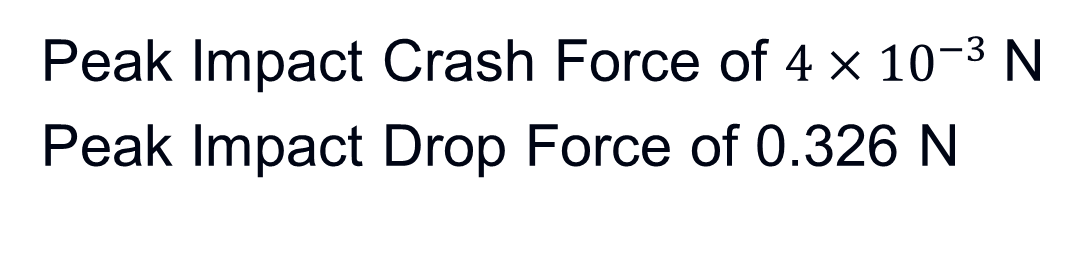 Peak Impact Crash Force of 4 × 10⁻³ N
Peak Impact Drop Force of 0.326 N